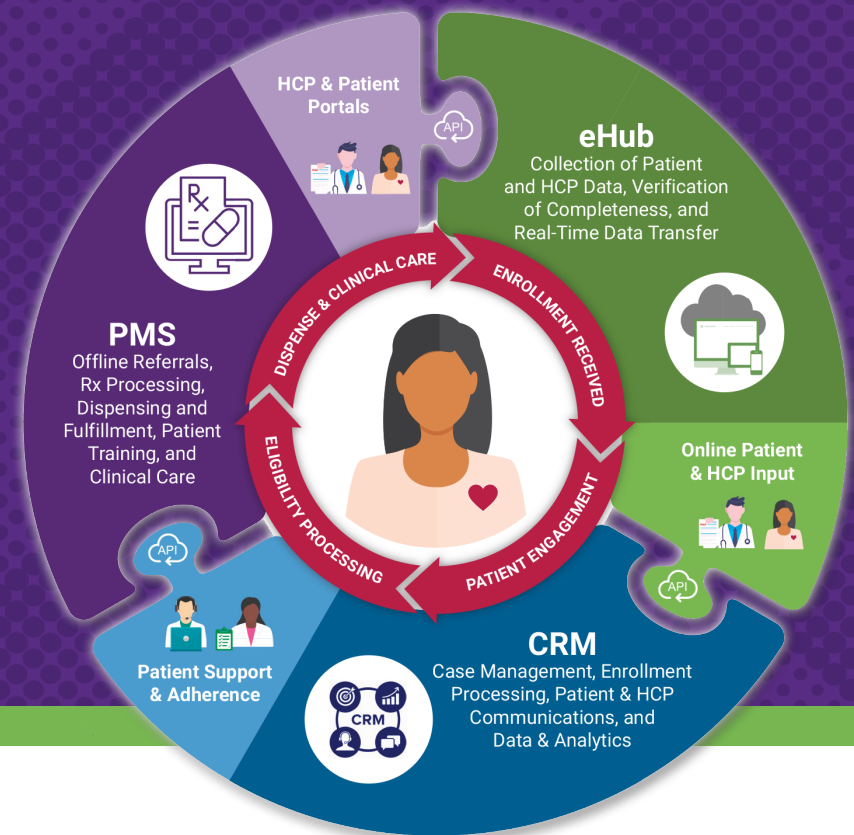 HCP & Patient
Portals
API
eHub
Collection of Patient
and HCP Data, Verification
of Completeness, and
Real-Time Data Transfer
Rx
PMS
Offline Referrals,
Rx Processing,
Dispensing and
Fulfillment, Patient
Training, and
Clinical Care
DISPENSE & CLINICAL CARE
ENROLLMENT RECEIVED
PATIENT ENGAGEMENT
ELIGIBILITY PROCESSING
Online Patient
& HCP Input
API
API
Patient Support
& Adherence
CRM
CRM
Case Management, Enrollment
Processing, Patient & HCP
Communications, and
Data & Analytics